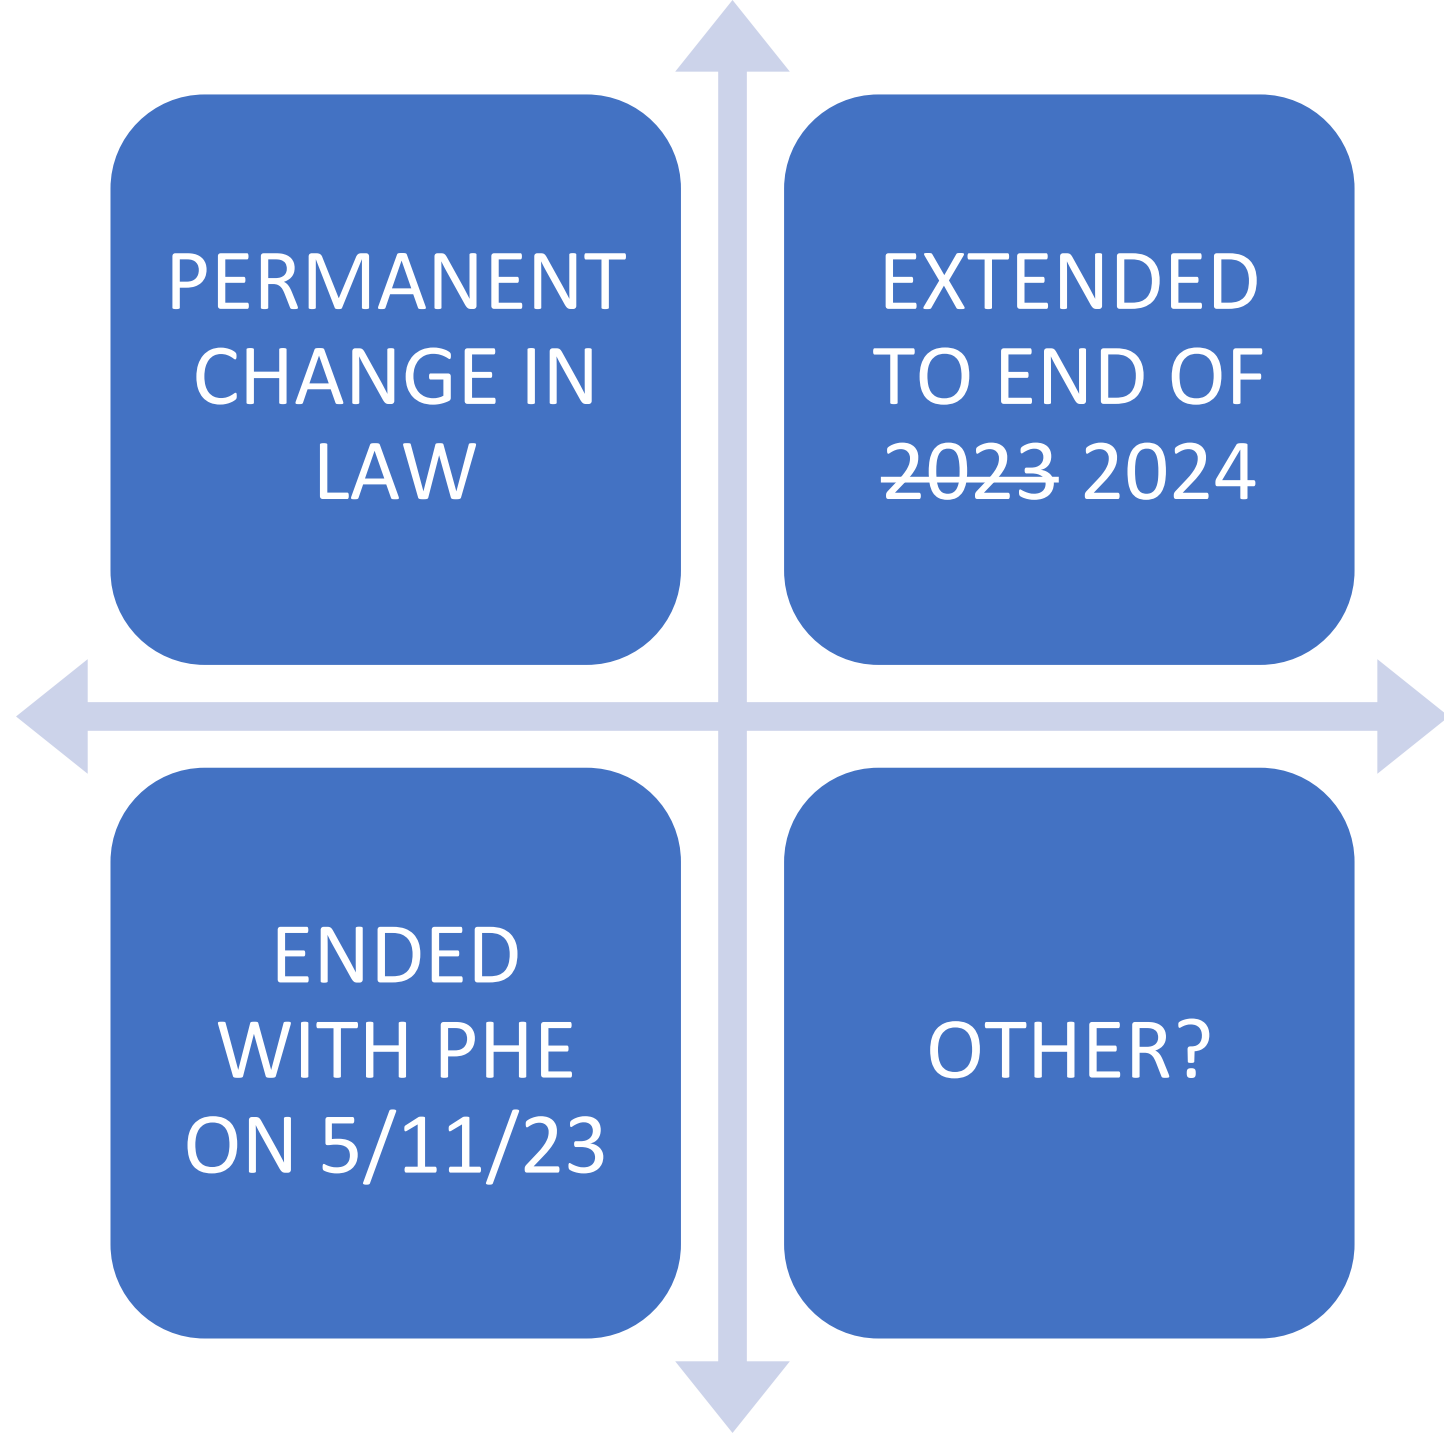 PERMANENT
CHANGE IN
LAW
EXTENDED
TO END OF
2023 2024
ENDED
WITH PHE
ON 5/11/23
OTHER?